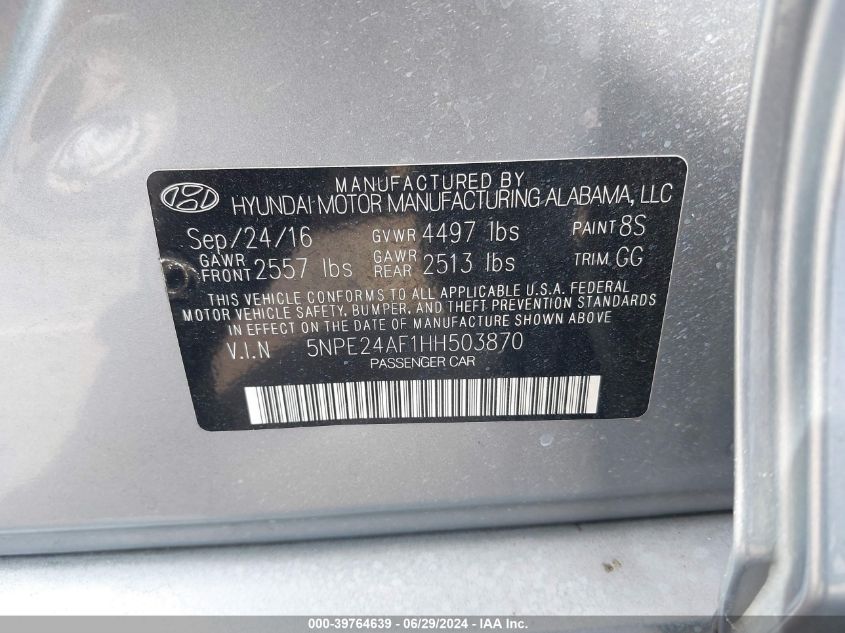 MANUFACTURED BY
HYUNDAI MOTOR MANUFACTURING ALABAMA, LLC
Sep/24/16 GVWR 4497 lbs PAINT 8S
GAWR FRONT 2557 lbs GAWR REAR 2513 lbs TRIM GG
THIS VEHICLE CONFORMS TO ALL APPLICABLE U.S.A. FEDERAL
MOTOR VEHICLE SAFETY, BUMPER, AND THEFT PREVENTION STANDARDS
IN EFFECT ON THE DATE OF MANUFACTURE SHOWN ABOVE.
V.I.N 5NPE24AF1HH503870
PASSENGER CAR
000-39764639 - 06/29/2024 - IAA Inc.